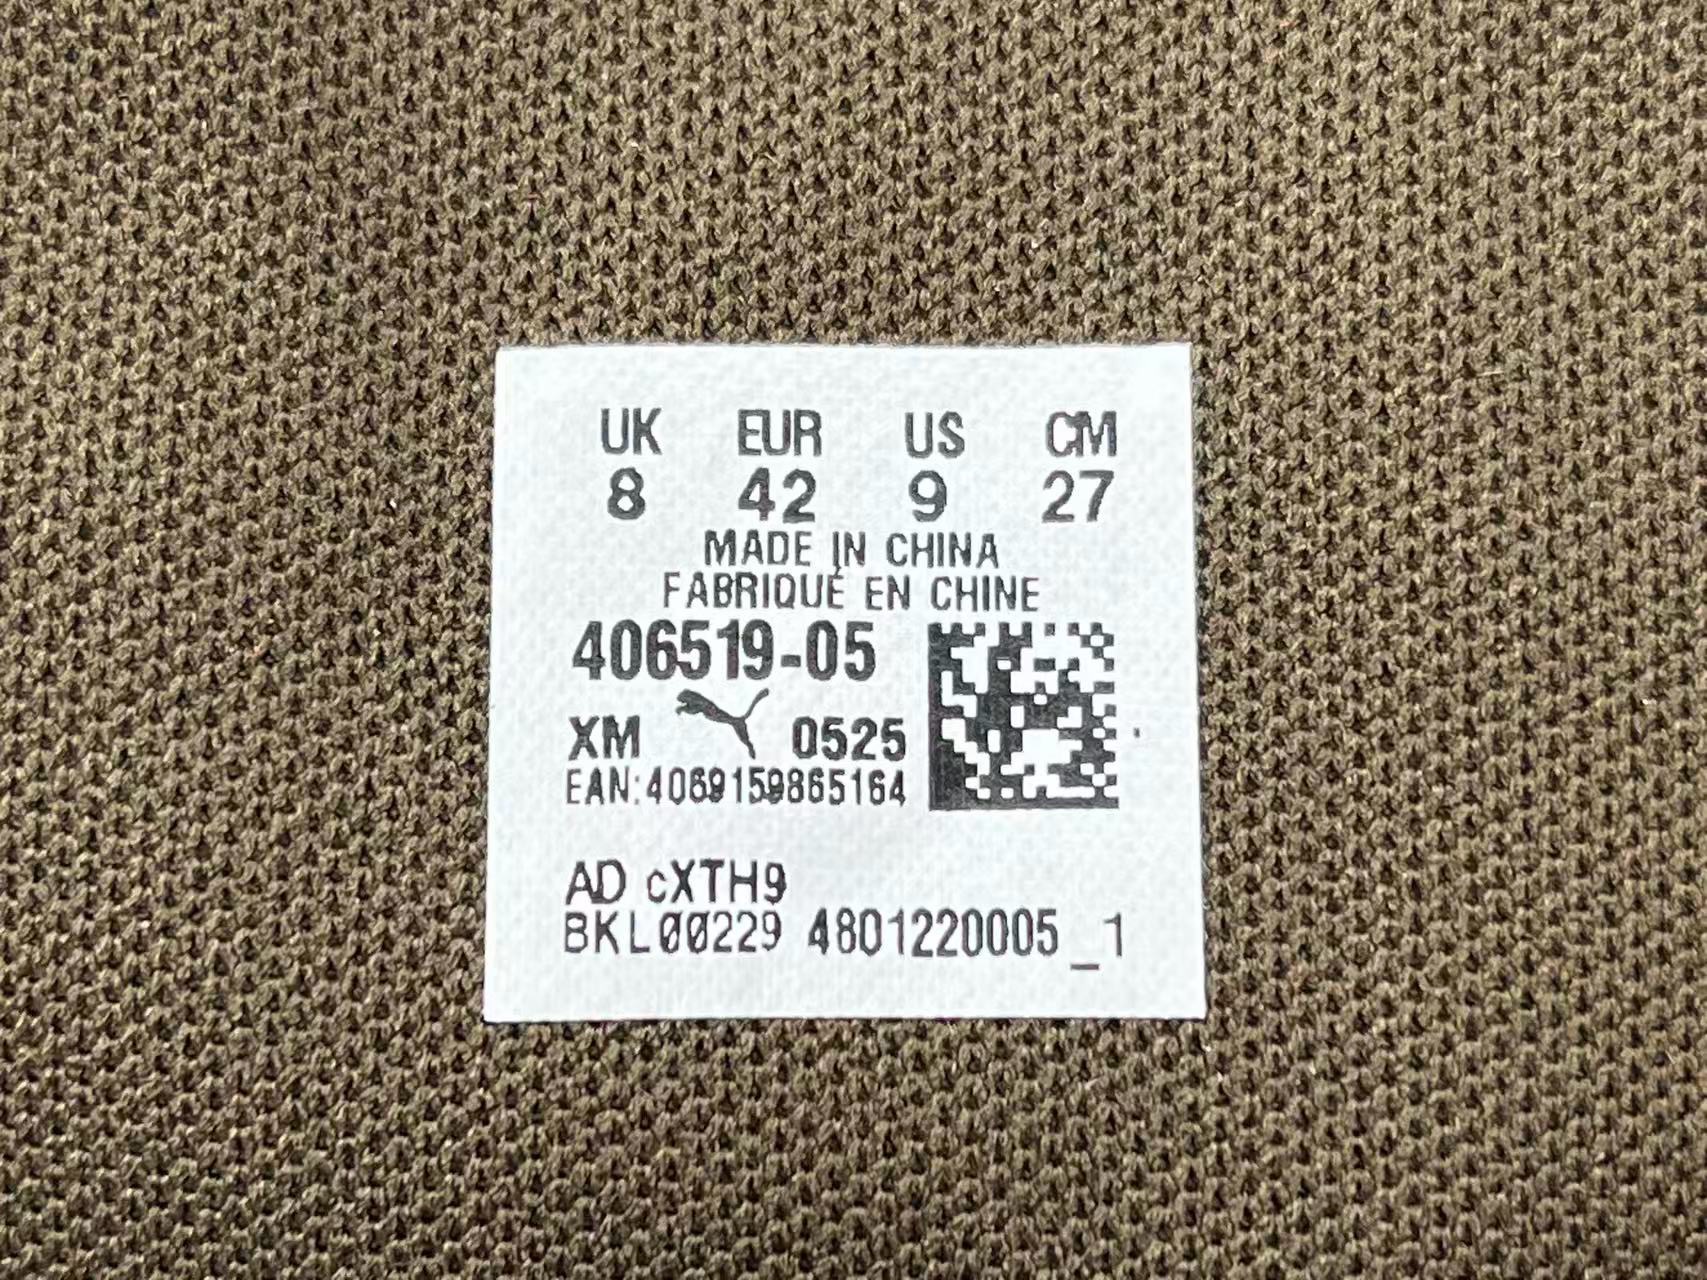 UK EUR US CM
8 42 9 27
MADE IN CHINA
FABRIQUÉ EN CHINE
406519-05
XM 0525
EAN:4069159865164
AD cXTH9
BKL00229 4801220005_1